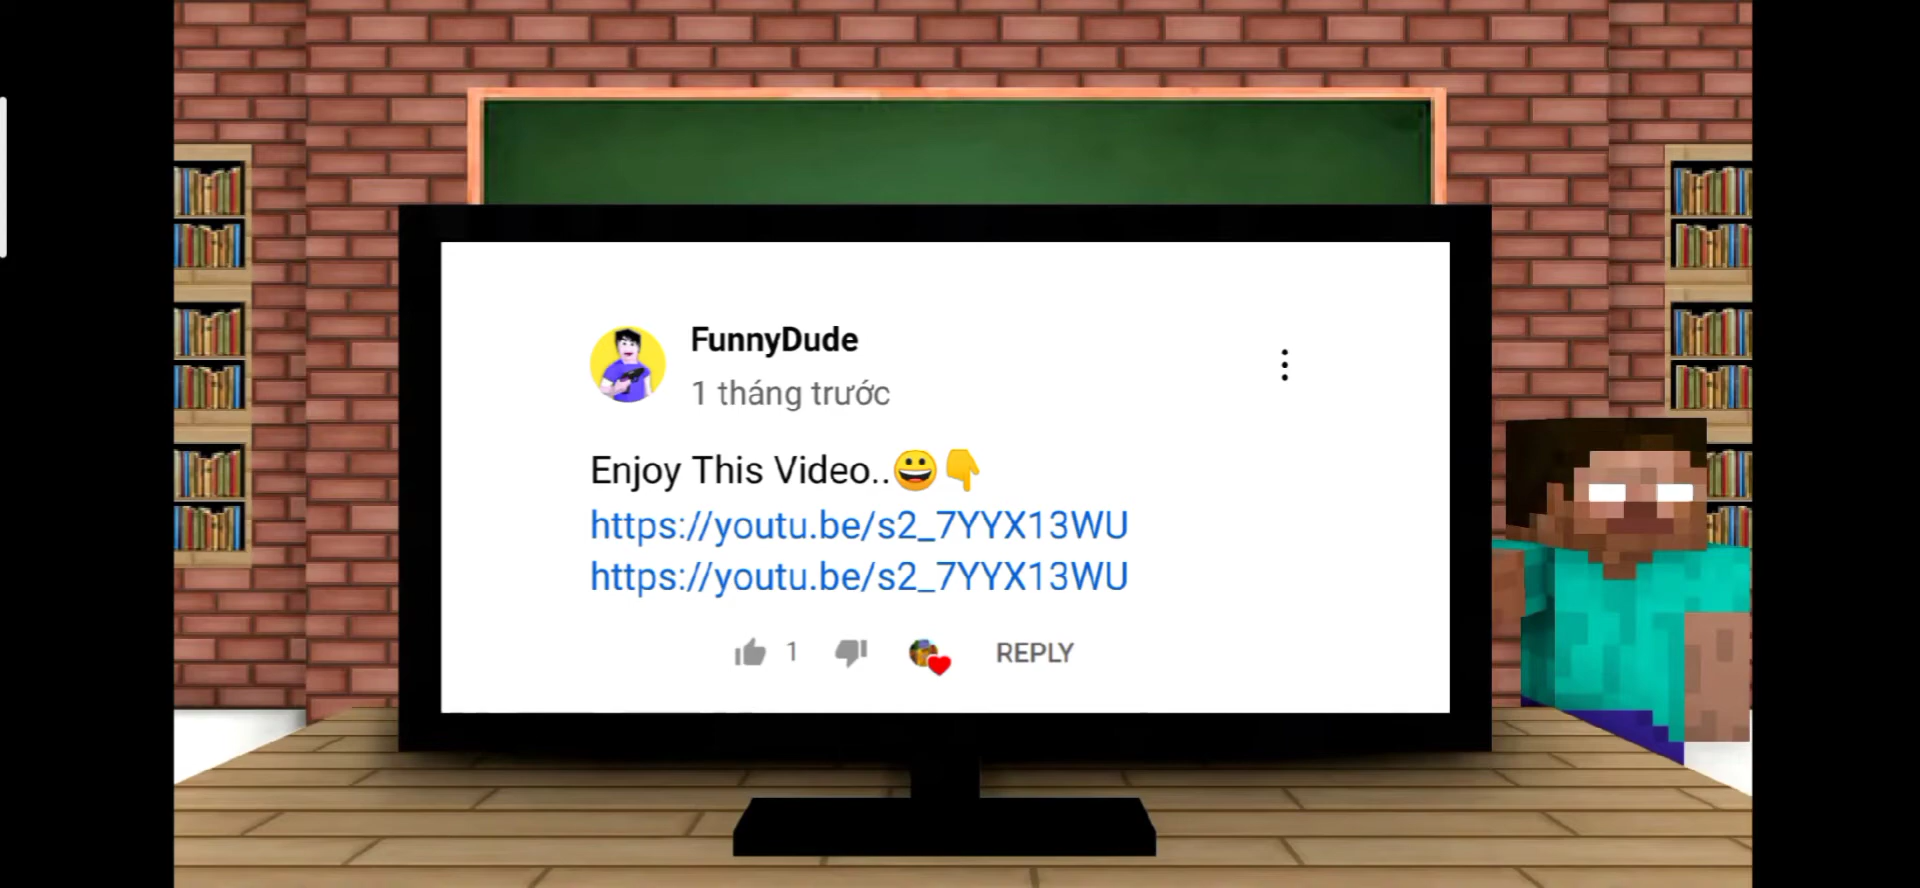 FunnyDude
1 tháng trước
Enjoy This Video..😀👇
https://youtu.be/s2_7YYX13WU
https://youtu.be/s2_7YYX13WU
1 REPLY